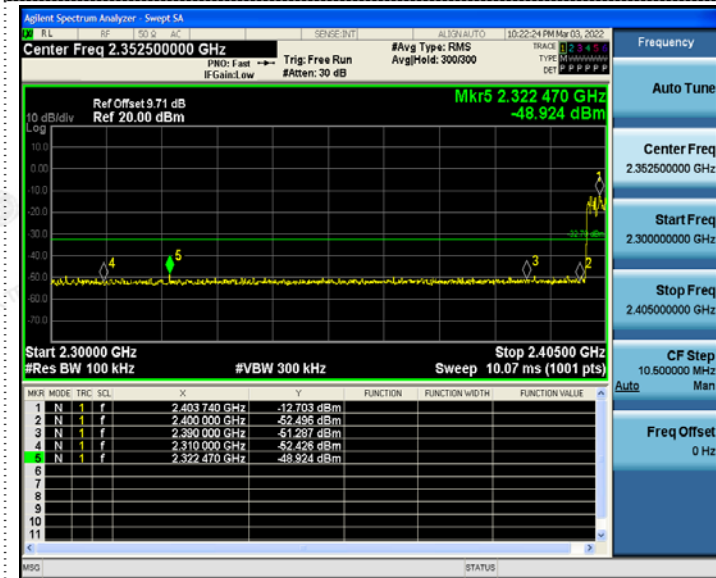 Agilent Spectrum Analyzer - Swept SA
RL RF 50 Ω AC SENSE:INT ALIGN AUTO 10:22:24 PM Mar 03, 2022
Center Freq 2.352500000 GHz
PNO: Fast
IFGain:Low
Trig: Free Run
#Atten: 30 dB
#Avg Type: RMS
Avg|Hold: 300/300
TRACE 1 2 3 4 5 6
TYPE MWWWWW
DET P P P P P P
Frequency
Auto Tune
Center Freq
2.352500000 GHz
Start Freq
2.300000000 GHz
Stop Freq
2.405000000 GHz
CF Step
10.500000 MHz
Auto Man
Freq Offset
0 Hz
Mkr5 2.322 470 GHz
-48.924 dBm
Ref Offset 9.71 dB
10 dB/div Ref 20.00 dBm
Log
10.0
0.00
-10.0
-20.0
-30.0
-40.0
-50.0
-60.0
-70.0
1
4
5
3
2
Start 2.30000 GHz Stop 2.40500 GHz
#Res BW 100 kHz #VBW 300 kHz Sweep 10.07 ms (1001 pts)
MKR MODE TRC SCL X Y FUNCTION FUNCTION WIDTH FUNCTION VALUE
1 N 1 f 2.403 740 GHz -12.703 dBm
2 N 1 f 2.400 000 GHz -52.496 dBm
3 N 1 f 2.390 000 GHz -51.287 dBm
4 N 1 f 2.310 000 GHz -52.426 dBm
5 N 1 f 2.322 470 GHz -48.924 dBm
6
7
8
9
10
11
MSG STATUS